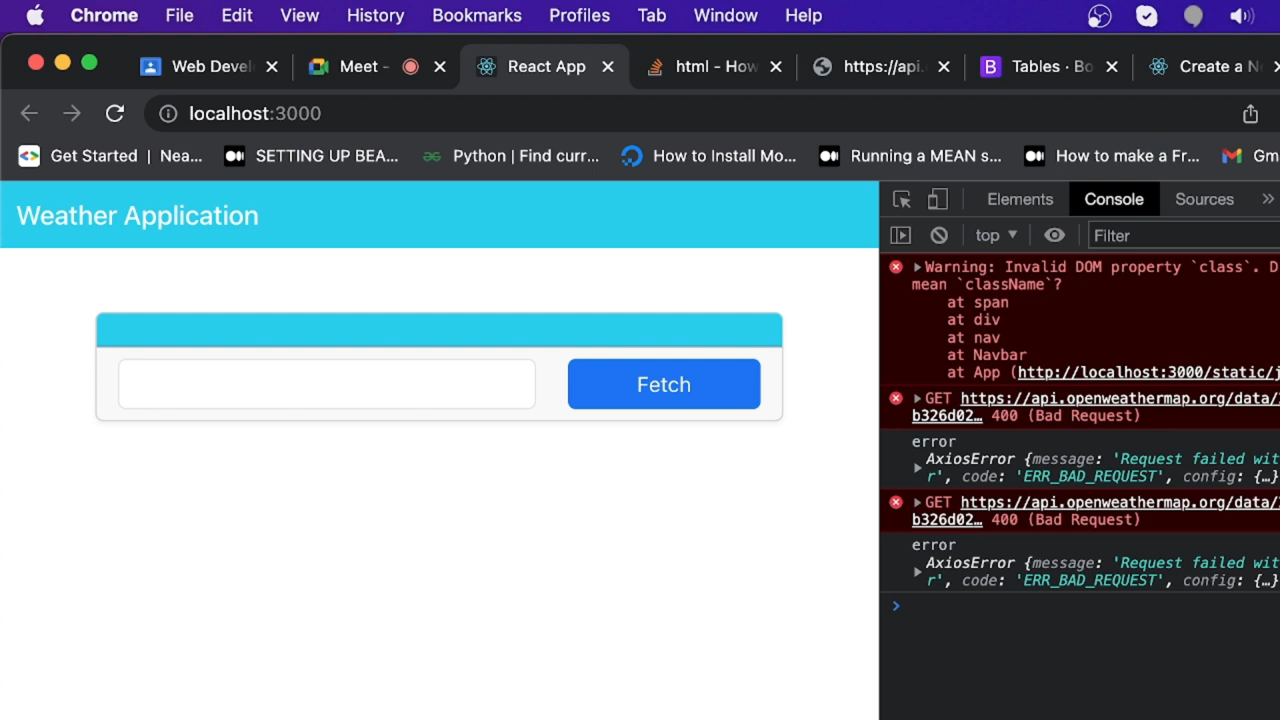 Chrome File Edit View History Bookmarks Profiles Tab Window Help
Web Devel Meet - React App html - How https://api. B Tables · Bo Create a N
localhost:3000
Get Started | Nea... SETTING UP BEA... Python | Find curr... How to Install Mo... Running a MEAN s... How to make a Fr... Gm
Weather Application
Fetch
Elements Console Sources
top Filter
Warning: Invalid DOM property `class`. D
mean `className`?
at span
at div
at nav
at Navbar
at App (http://localhost:3000/static/j
GET https://api.openweathermap.org/data/
b326d02… 400 (Bad Request)
error
AxiosError {message: 'Request failed wit
r', code: 'ERR_BAD_REQUEST', config: {…}
GET https://api.openweathermap.org/data/
b326d02… 400 (Bad Request)
error
AxiosError {message: 'Request failed wit
r', code: 'ERR_BAD_REQUEST', config: {…}